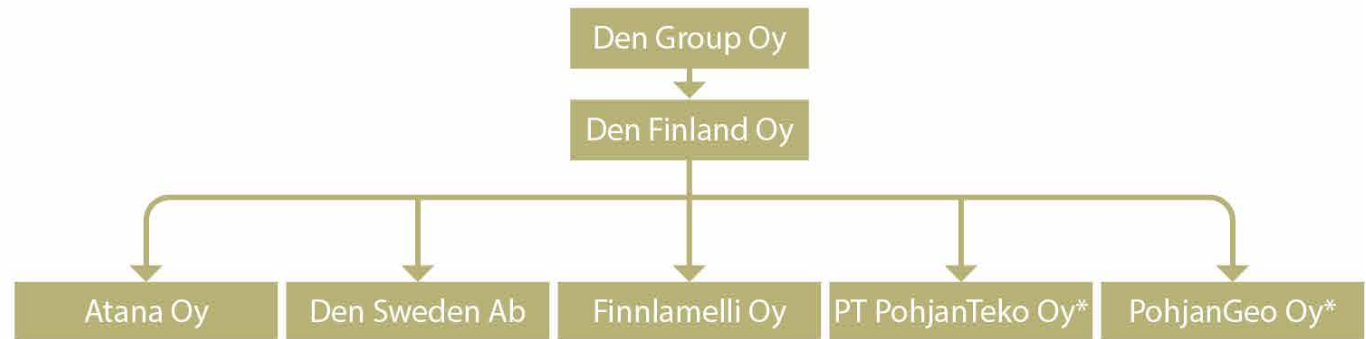 Den Group Oy
Den Finland Oy
Atana Oy
Den Sweden Ab
Finnlamelli Oy
PT PohjanTeko Oy*
PohjanGeo Oy*